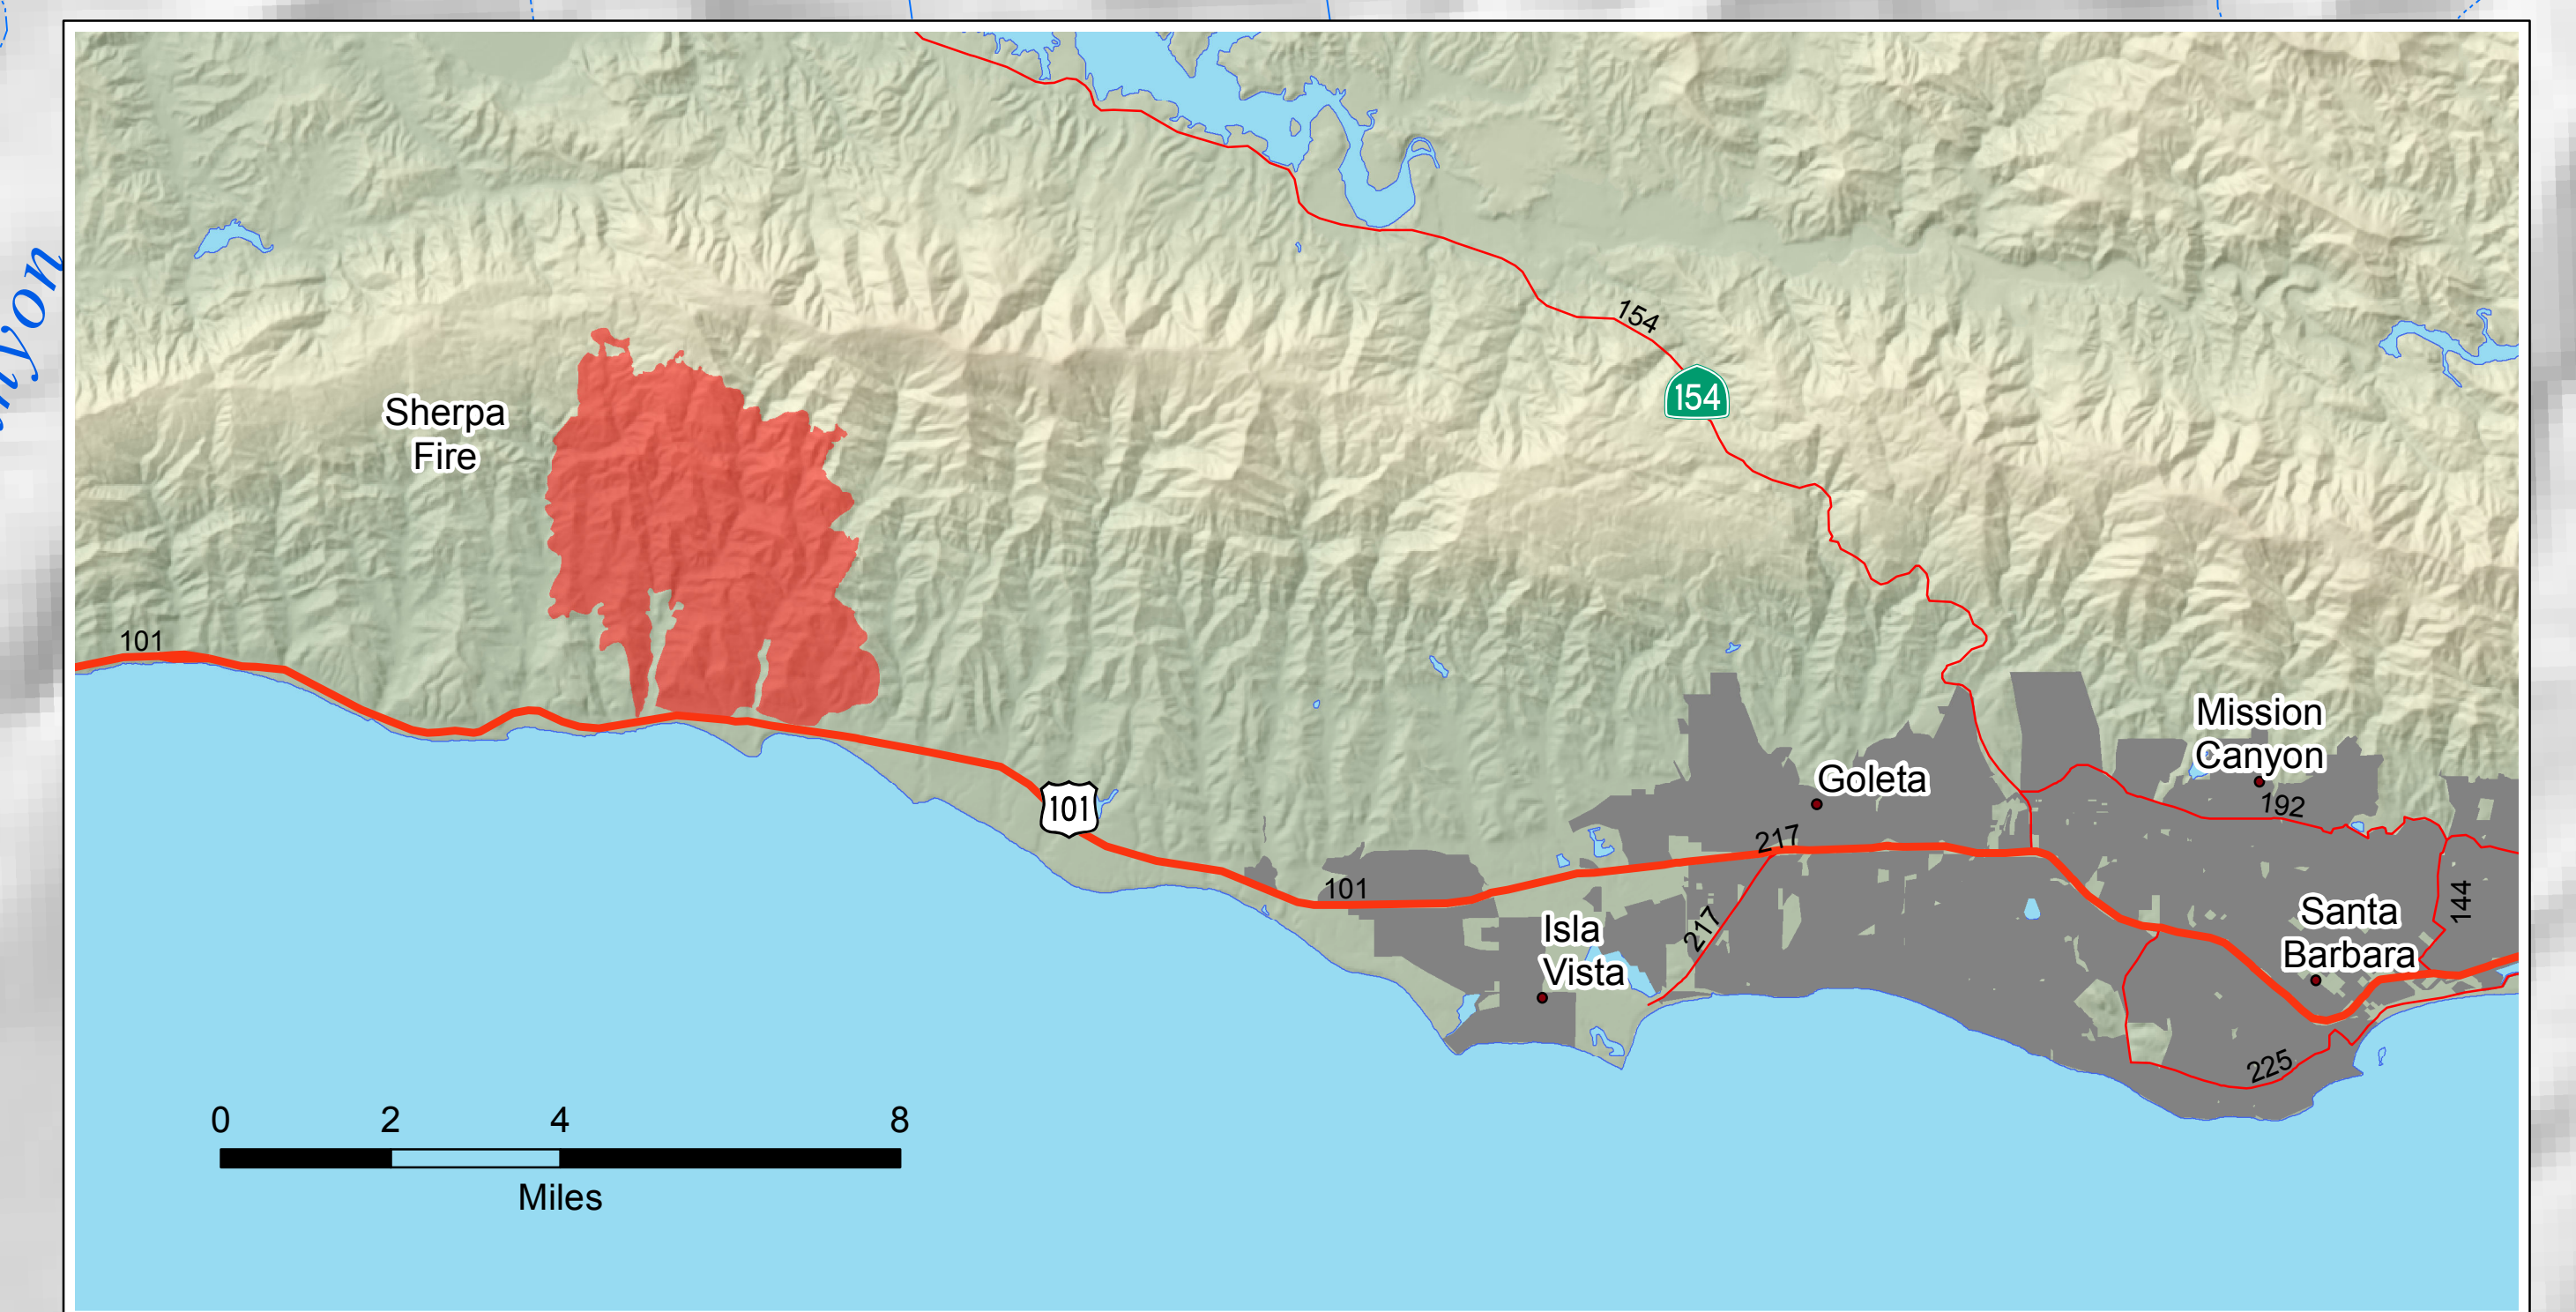 154
154
Sherpa
Fire
101
Mission
Canyon
Goleta
192
101
217
101
144
Santa
Barbara
Isla
Vista
217
225
0 2 4 8
Miles